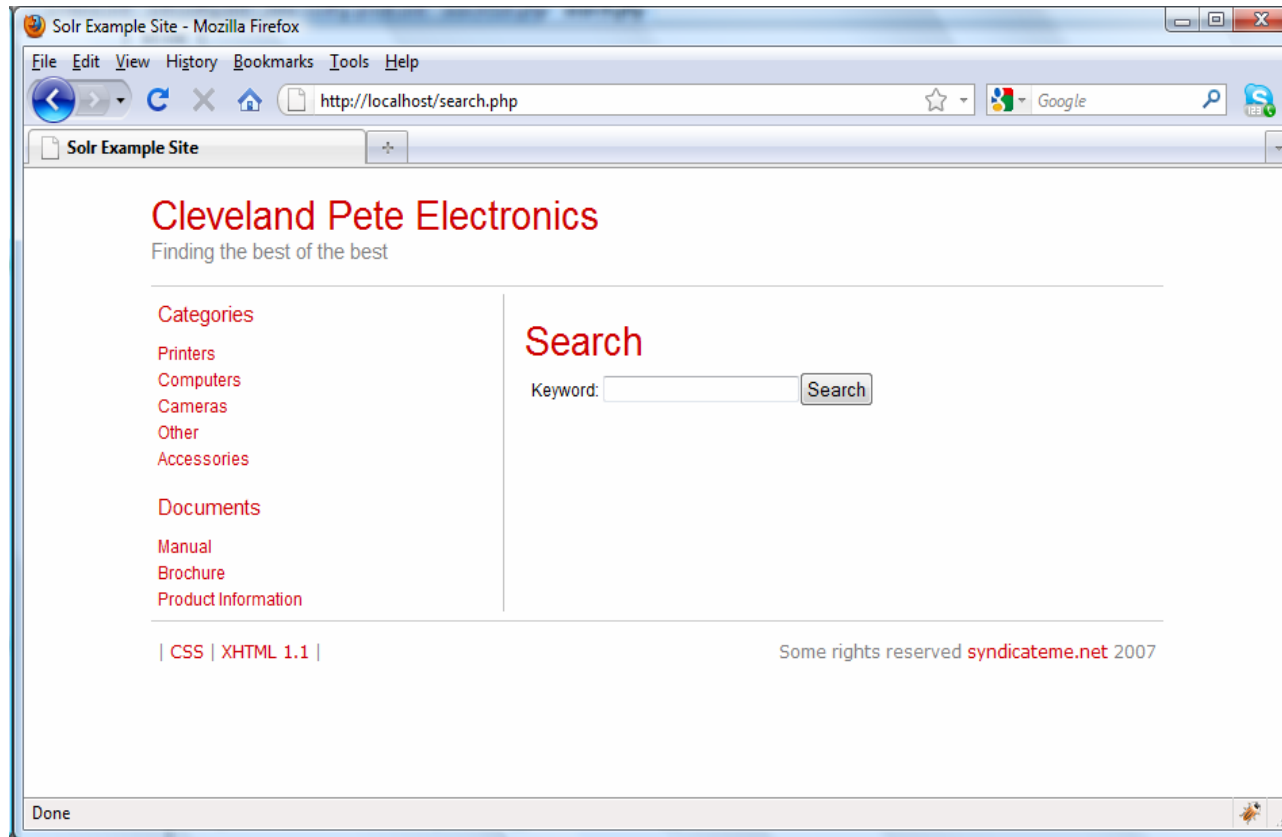 Solr Example Site - Mozilla Firefox
File Edit View History Bookmarks Tools Help
http://localhost/search.php
Google
Solr Example Site
Cleveland Pete Electronics
Finding the best of the best
Categories
Printers
Computers
Cameras
Other
Accessories
Documents
Manual
Brochure
Product Information
Search
Keyword: Search
| CSS | XHTML 1.1 |
Some rights reserved syndicateme.net 2007
Done